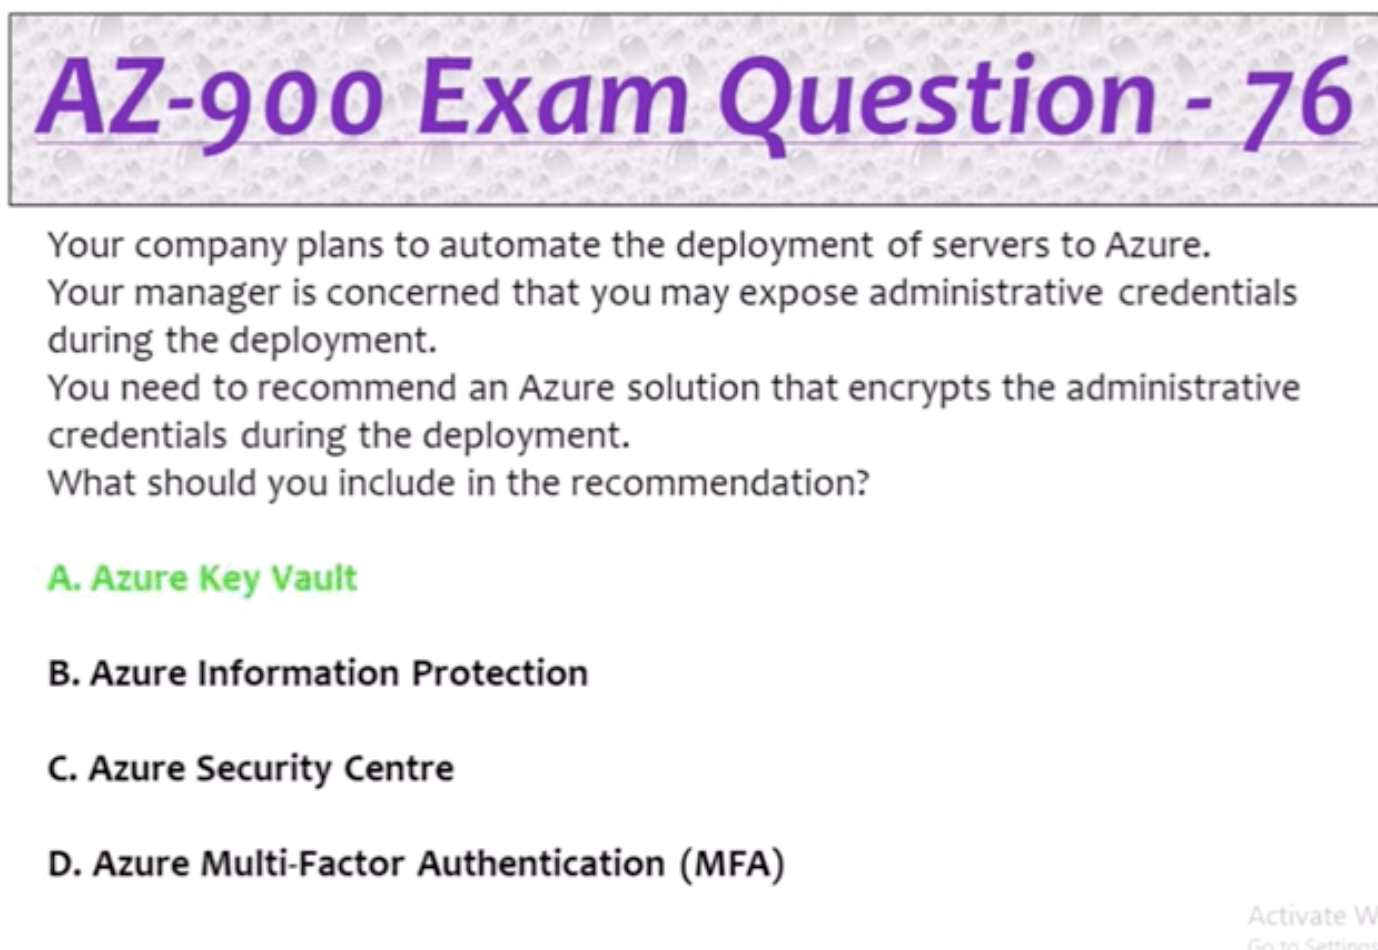 AZ-900 Exam Question - 76
Your company plans to automate the deployment of servers to Azure.
Your manager is concerned that you may expose administrative credentials
during the deployment.
You need to recommend an Azure solution that encrypts the administrative
credentials during the deployment.
What should you include in the recommendation?
A. Azure Key Vault
B. Azure Information Protection
C. Azure Security Centre
D. Azure Multi-Factor Authentication (MFA)
Activate W
Go to Settings